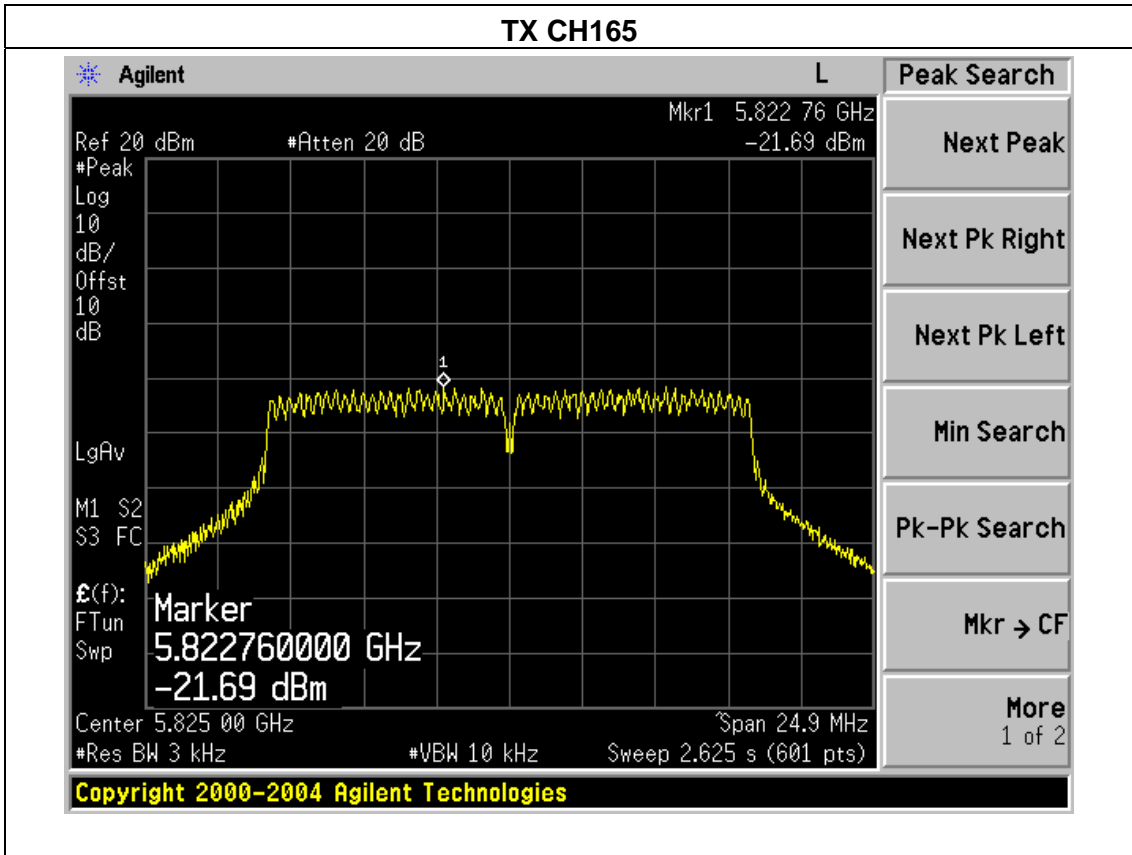 TX CH165
Agilent L Peak Search
Mkr1 5.822 76 GHz
Ref 20 dBm #Atten 20 dB -21.69 dBm
#Peak
Log
10
dB/
Offst
10
dB
1
LgAv
M1 S2
S3 FC
£(f):
FTun
Swp
Marker
5.822760000 GHz
-21.69 dBm
Center 5.825 00 GHz Span 24.9 MHz
#Res BW 3 kHz #VBW 10 kHz Sweep 2.625 s (601 pts)
Copyright 2000-2004 Agilent Technologies
Next Peak
Next Pk Right
Next Pk Left
Min Search
Pk-Pk Search
Mkr → CF
More
1 of 2